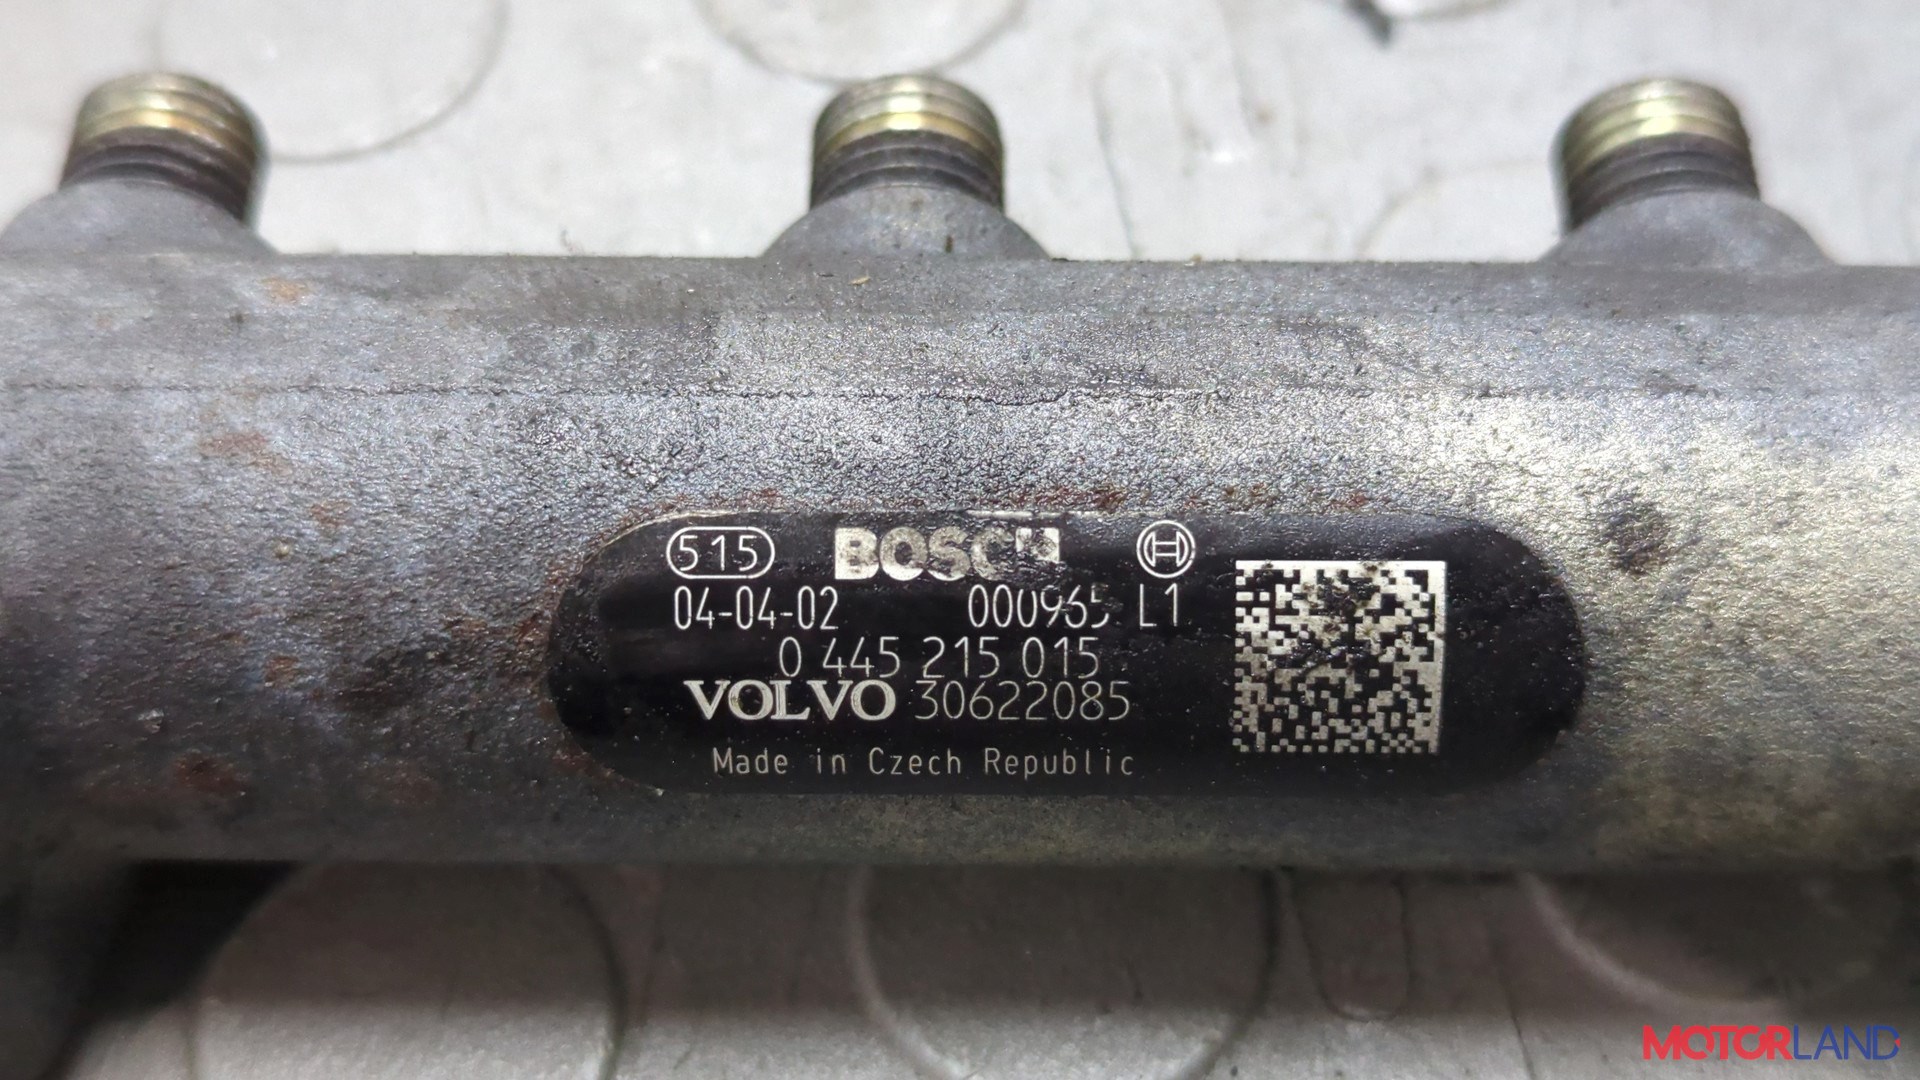 515 BOSCH
04-04-02 000965 L1
0 445 215 015
VOLVO 30622085
Made in Czech Republic
MOTORLAND